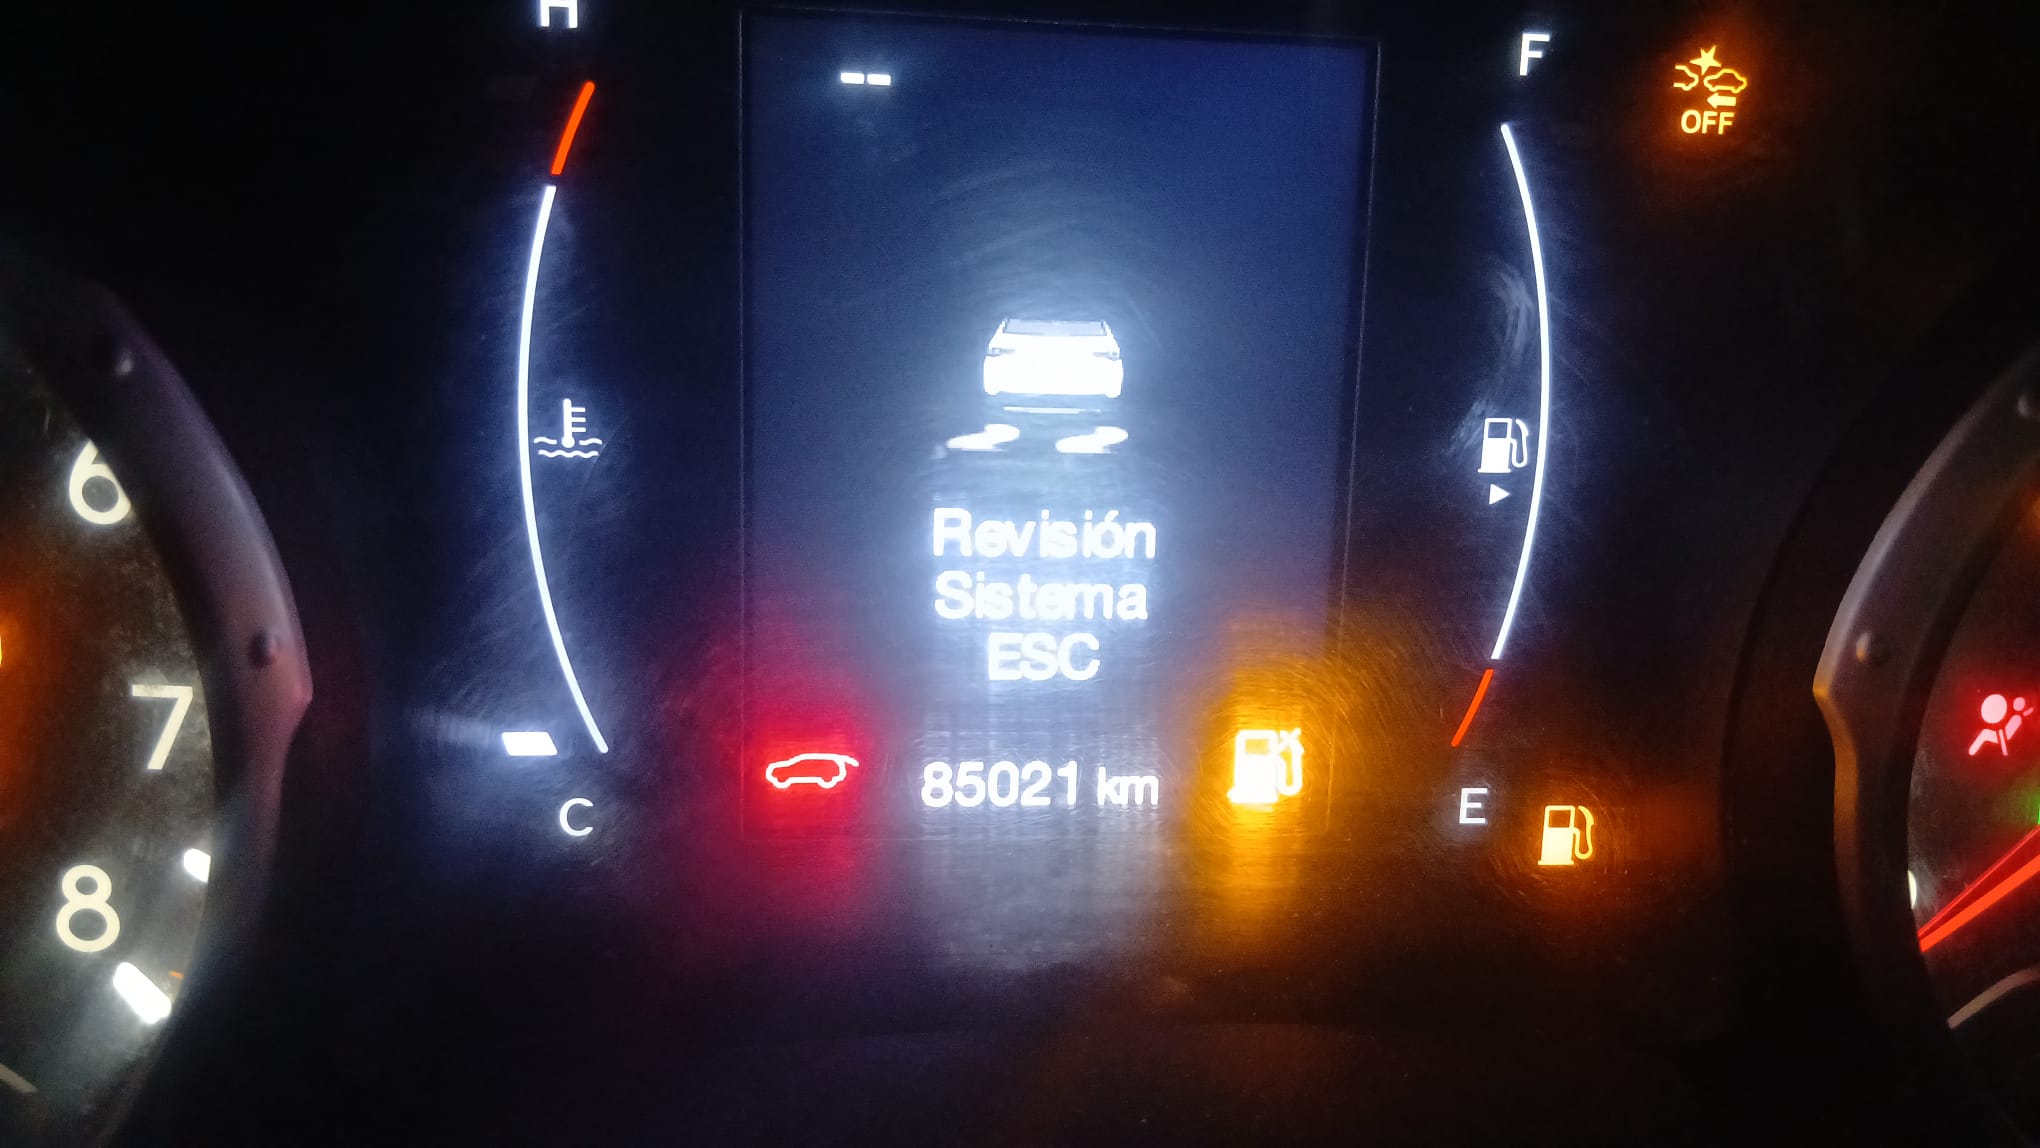 H
F
--
OFF
6
Revisión
Sistema
ESC
7
85021 km
C
E
8